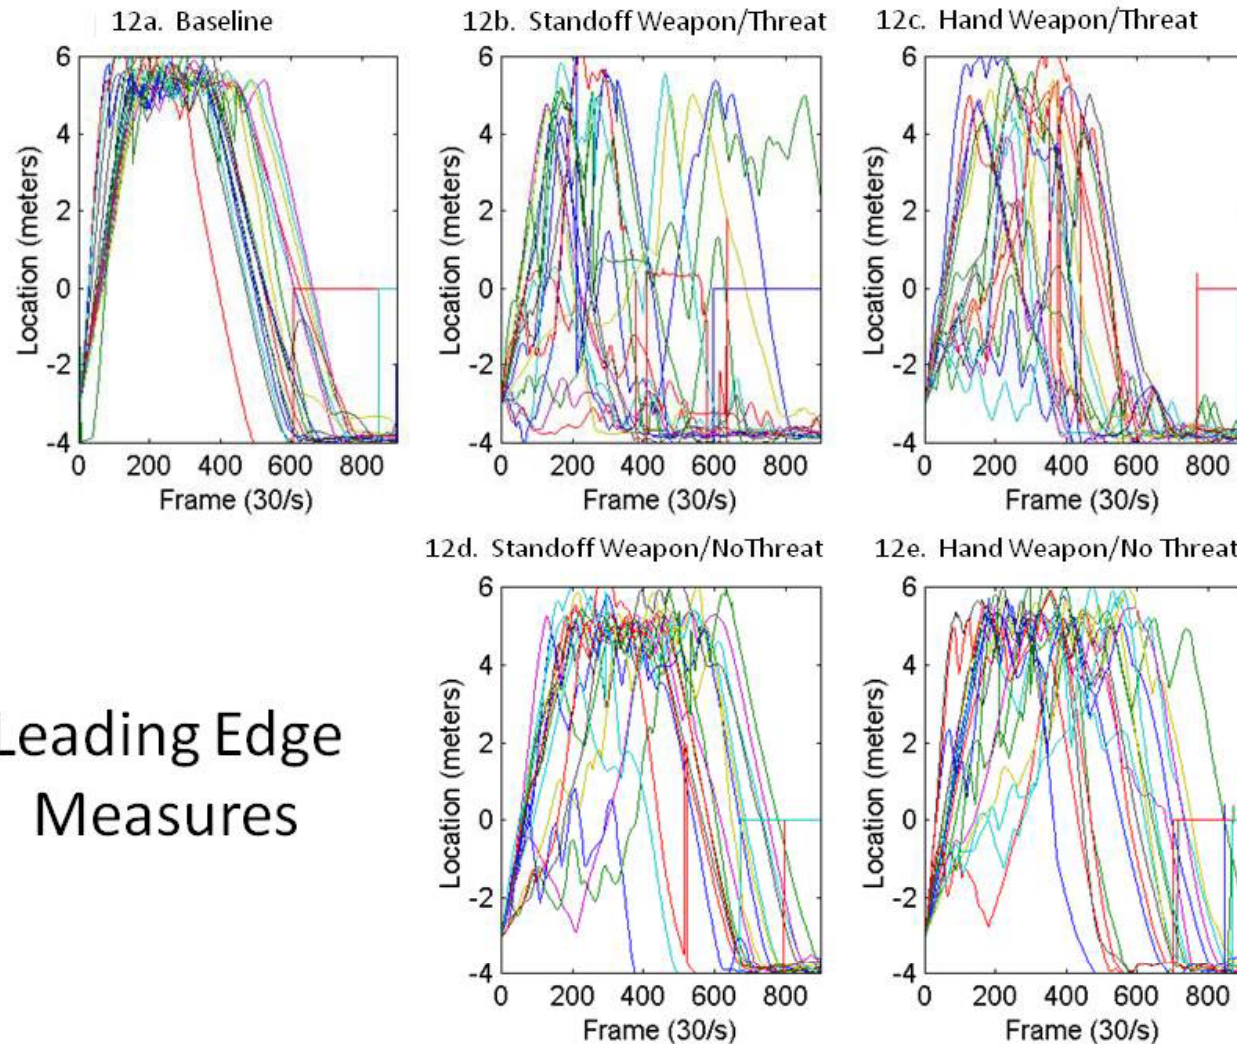 12a. Baseline
12b. Standoff Weapon/Threat
12c. Hand Weapon/Threat
6
4
2
0
-2
-4
Location (meters)
0 200 400 600 800
Frame (30/s)
6
4
2
0
-2
-4
Location (meters)
0 200 400 600 800
Frame (30/s)
6
4
2
0
-2
-4
Location (meters)
0 200 400 600 800
Frame (30/s)
Leading Edge
Measures
12d. Standoff Weapon/NoThreat
12e. Hand Weapon/No Threat
6
4
2
0
-2
-4
Location (meters)
0 200 400 600 800
Frame (30/s)
6
4
2
0
-2
-4
Location (meters)
0 200 400 600 800
Frame (30/s)